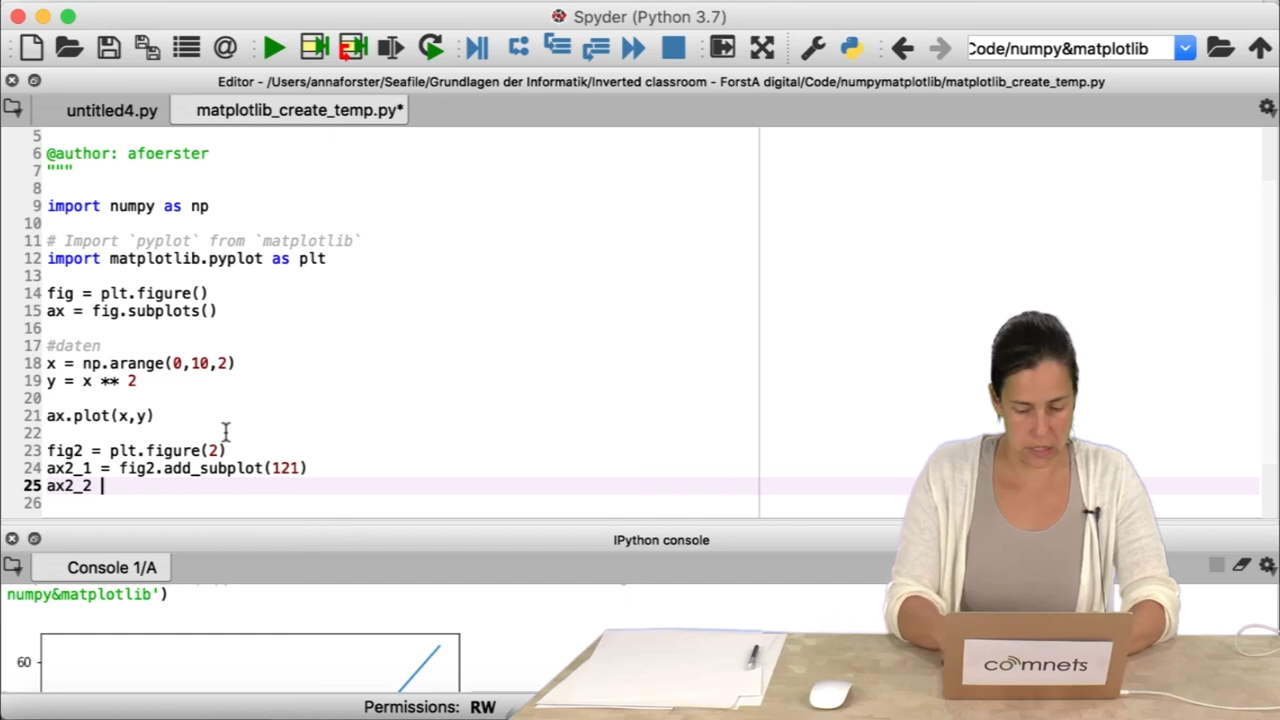 Spyder (Python 3.7)
Code/numpy&matplotlib
Editor - /Users/annaforster/Seafile/Grundlagen der Informatik/Inverted classroom - ForstA digital/Code/numpymatplotlib/matplotlib_create_temp.py
untitled4.py
matplotlib_create_temp.py*
5
6 @author: afoerster
7 """
8
9 import numpy as np
10
11 # Import `pyplot` from `matplotlib`
12 import matplotlib.pyplot as plt
13
14 fig = plt.figure()
15 ax = fig.subplots()
16
17 #daten
18 x = np.arange(0,10,2)
19 y = x ** 2
20
21 ax.plot(x,y)
22
23 fig2 = plt.figure(2)
24 ax2_1 = fig2.add_subplot(121)
25 ax2_2
26
IPython console
Console 1/A
numpy&matplotlib')
60
Permissions: RW
comnets